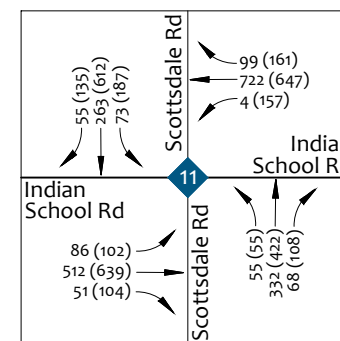 Scottsdale Rd
99 (161)
722 (647)
4 (157)
55 (135)
263 (612)
73 (187)
India
School R
11
Indian
School Rd
86 (102)
512 (639)
51 (104)
Scottsdale Rd
55 (55)
332 (422)
68 (108)